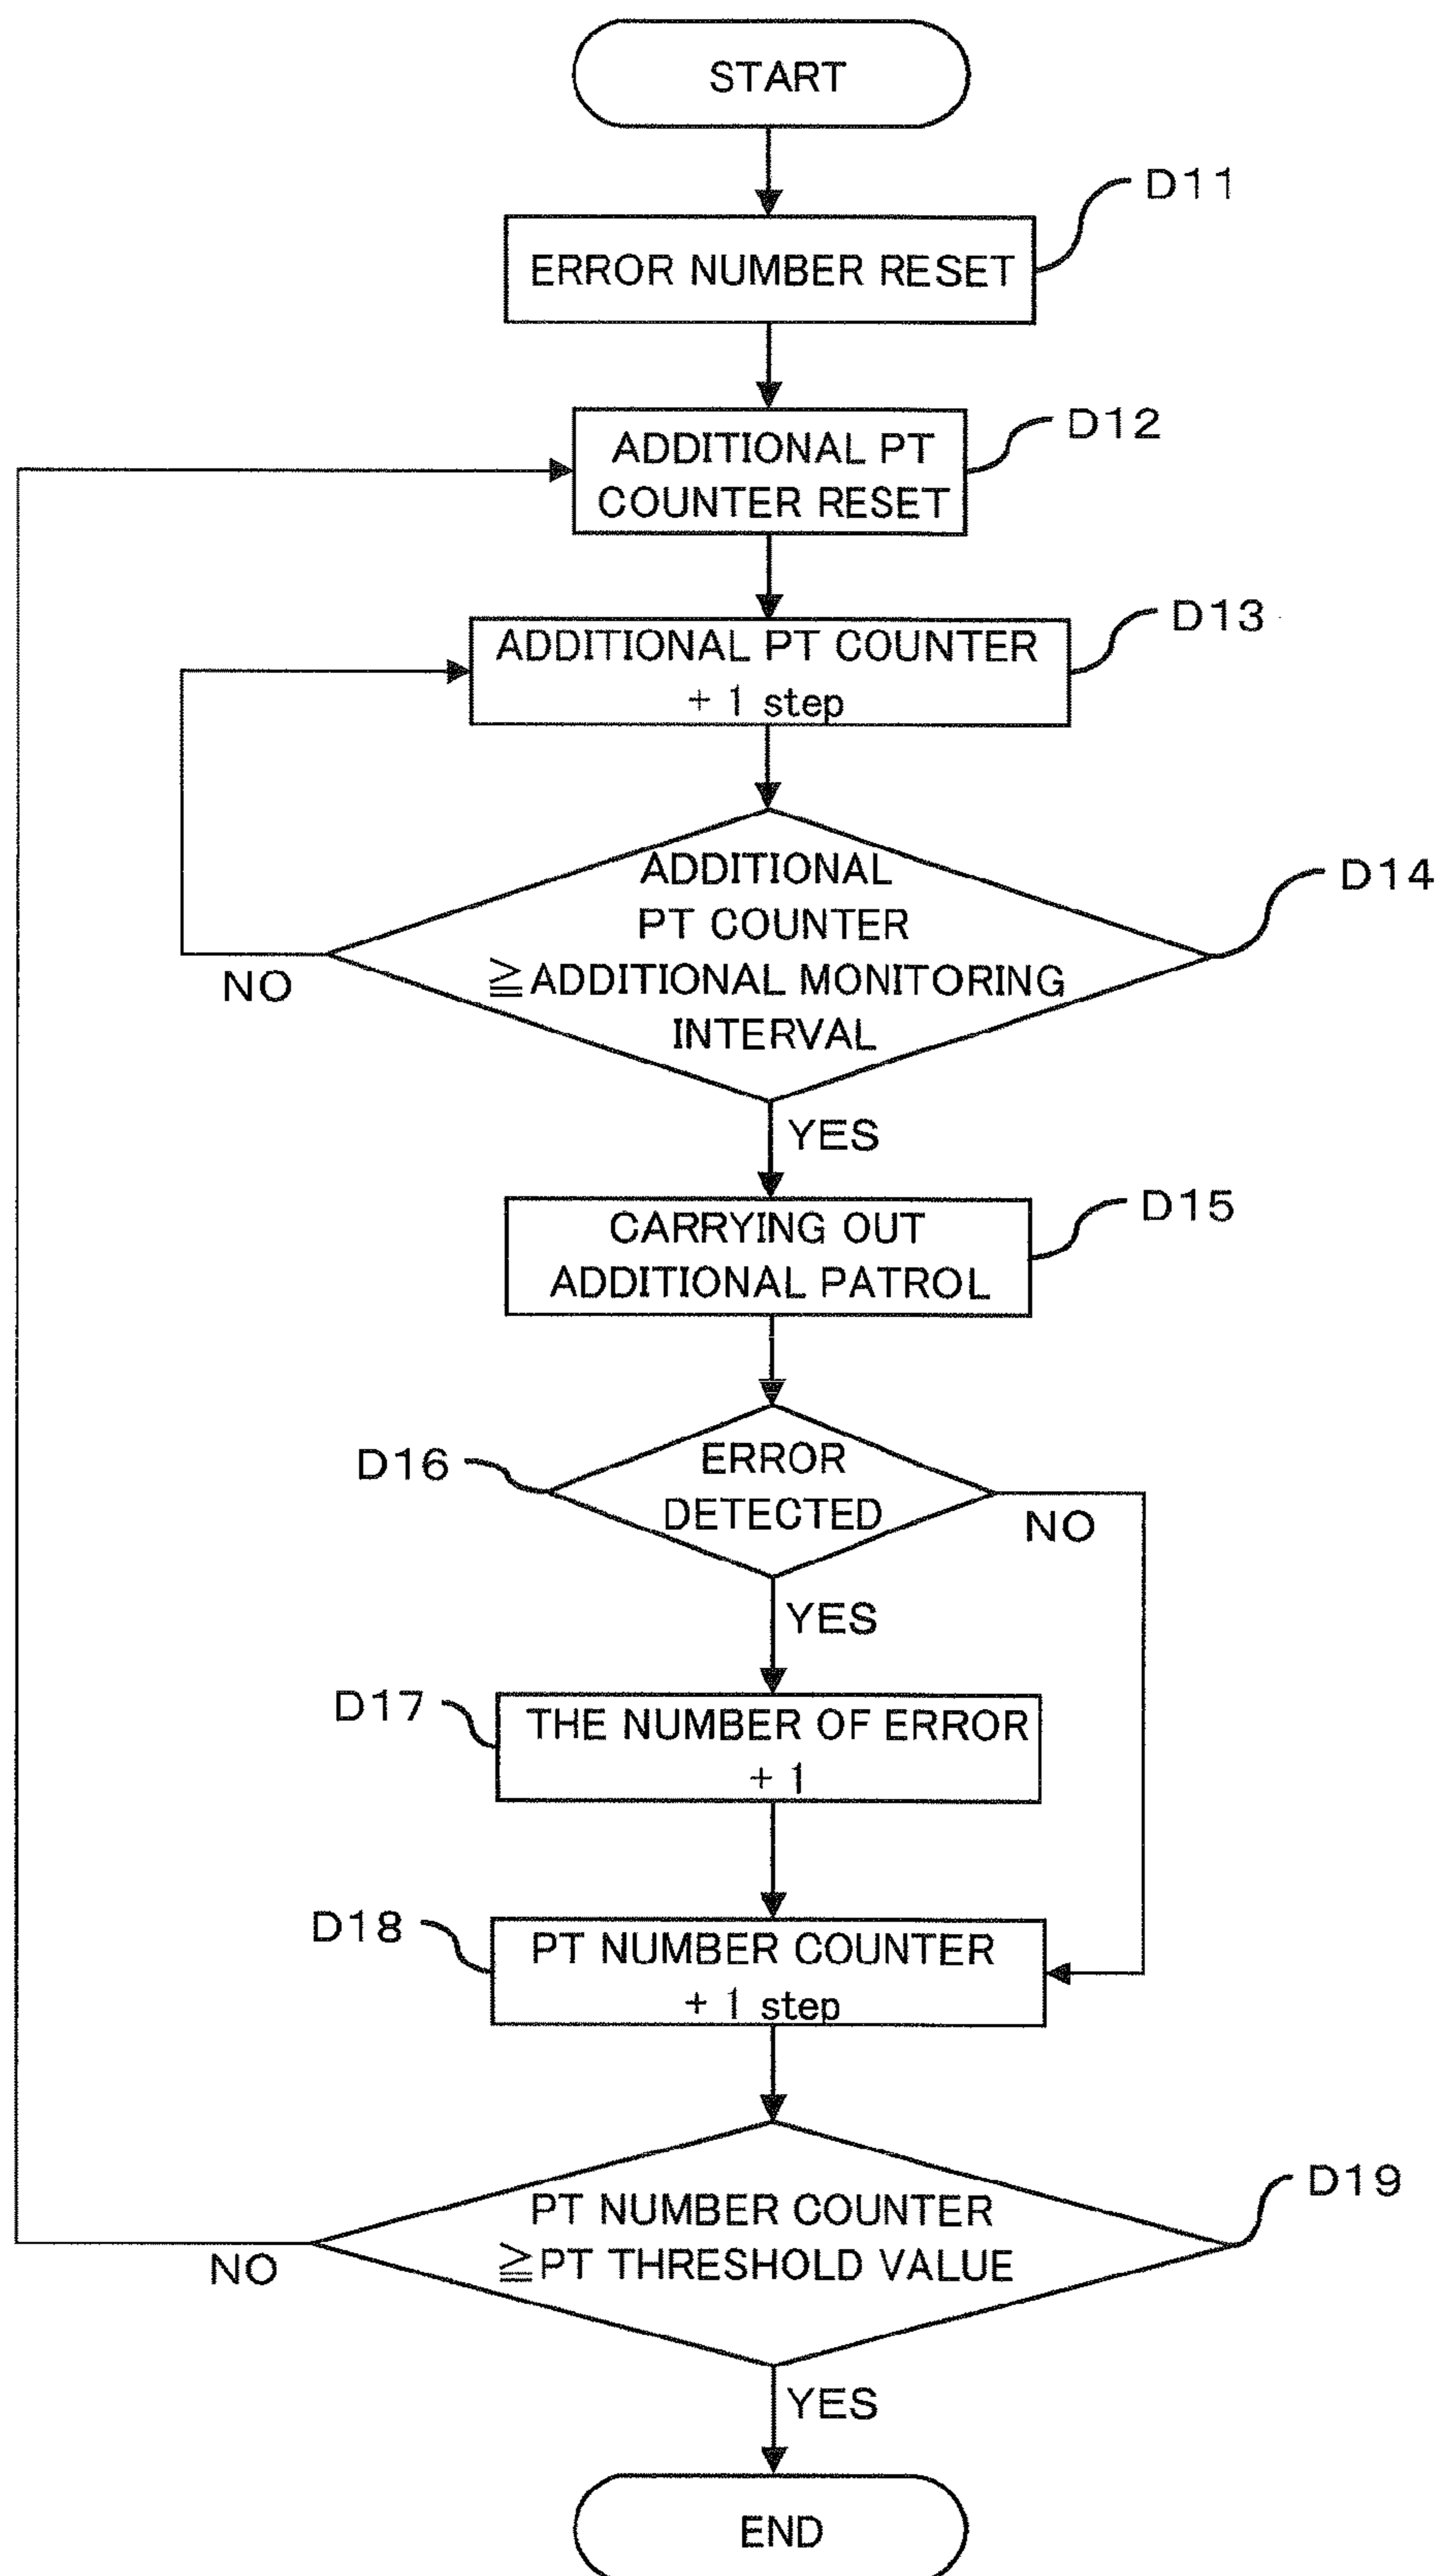 START
D11
ERROR NUMBER RESET
D12
ADDITIONAL PT
COUNTER RESET
D13
ADDITIONAL PT COUNTER
+ 1 step
D14
ADDITIONAL
PT COUNTER
≧ADDITIONAL MONITORING
INTERVAL
NO
YES
D15
CARRYING OUT
ADDITIONAL PATROL
D16
ERROR
DETECTED
NO
YES
D17
THE NUMBER OF ERROR
+ 1
D18
PT NUMBER COUNTER
+ 1 step
D19
PT NUMBER COUNTER
≧PT THRESHOLD VALUE
NO
YES
END